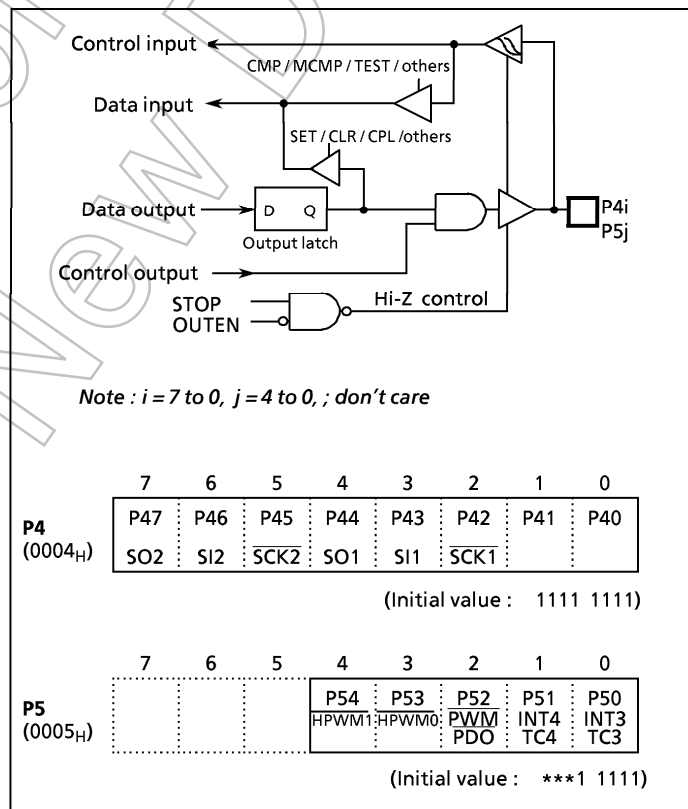 Control input
CMP / MCMP / TEST / others
Data input
SET / CLR / CPL /others
Data output
D Q
P4i
P5j
Output latch
Control output
Hi-Z control
STOP
OUTEN
Note : i = 7 to 0, j = 4 to 0, ; don't care
7 6 5 4 3 2 1 0
P4
(0004H)
P47 P46 P45 P44 P43 P42 P41 P40
SO2 SI2 SCK2 SO1 SI1 SCK1
(Initial value : 1111 1111)
7 6 5 4 3 2 1 0
P5
(0005H)
P54 P53 P52 P51 P50
HPWM1 HPWM0 PWM INT4 INT3
PDO TC4 TC3
(Initial value : ***1 1111)
New D